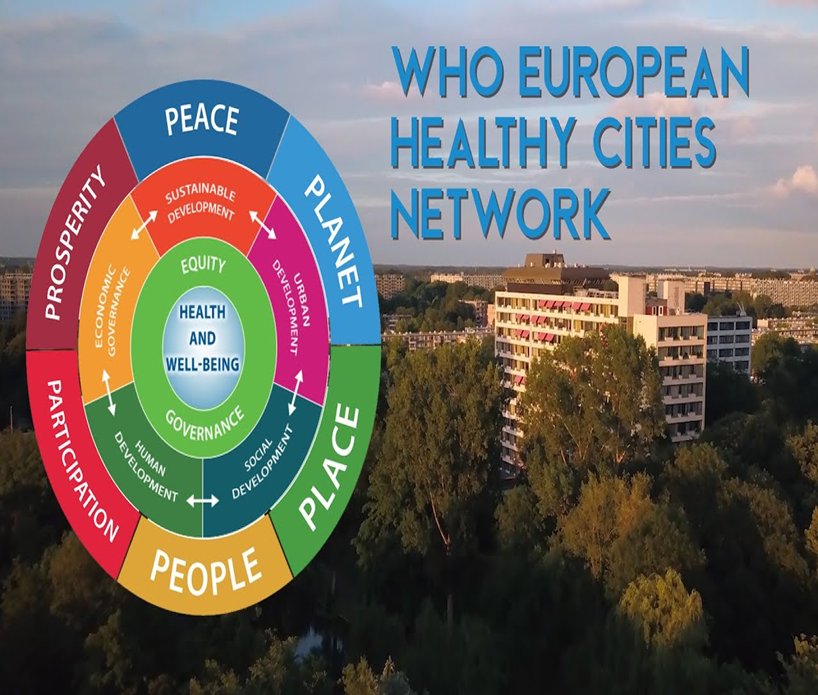 WHO EUROPEAN
HEALTHY CITIES
NETWORK
PEACE
PLANET
PLACE
PEOPLE
PARTICIPATION
PROSPERITY
SUSTAINABLE
DEVELOPMENT
URBAN
DEVELOPMENT
SOCIAL
DEVELOPMENT
HUMAN
DEVELOPMENT
ECONOMIC
GOVERNANCE
EQUITY
GOVERNANCE
HEALTH
AND
WELL-BEING